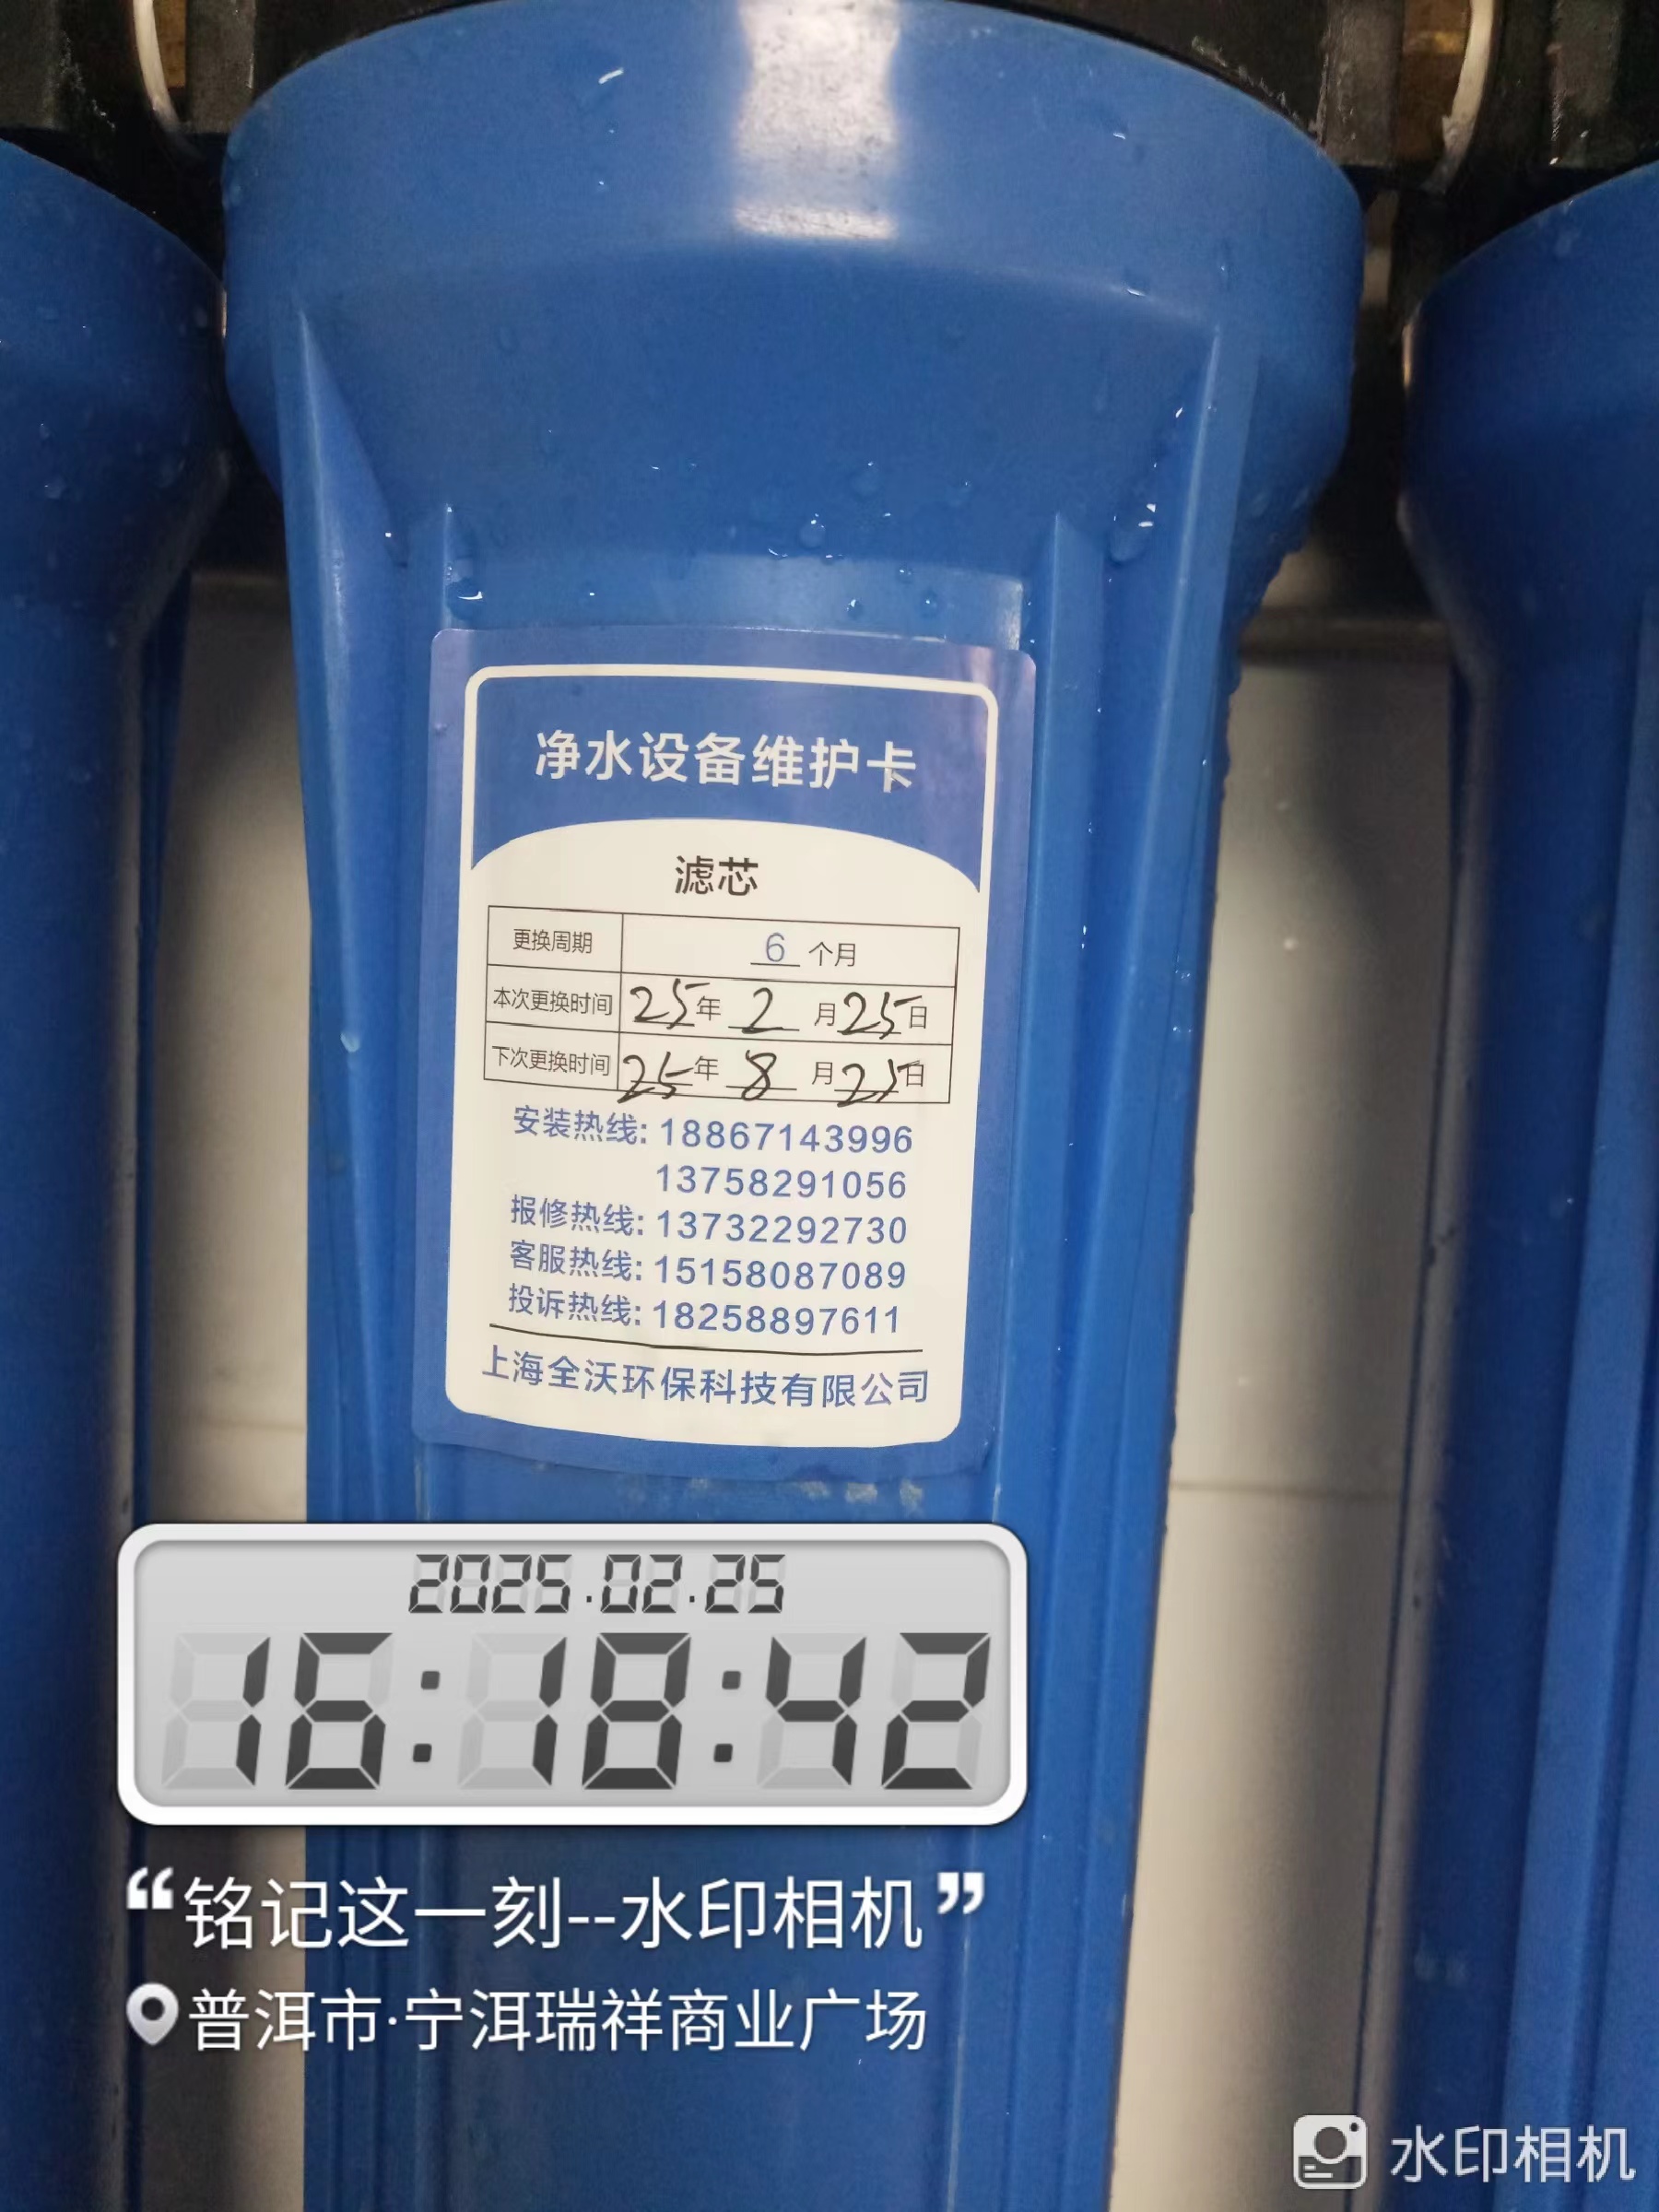 净水设备维护卡
滤芯
更换周期 6 个月
本次更换时间 25年 2 月25日
下次更换时间 25年 8 月25日
安装热线: 18867143996
13758291056
报修热线: 13732292730
客服热线: 15158087089
投诉热线: 18258897611
上海全沃环保科技有限公司
2025.02.25
16:18:42
“铭记这一刻--水印相机”
普洱市·宁洱瑞祥商业广场
水印相机